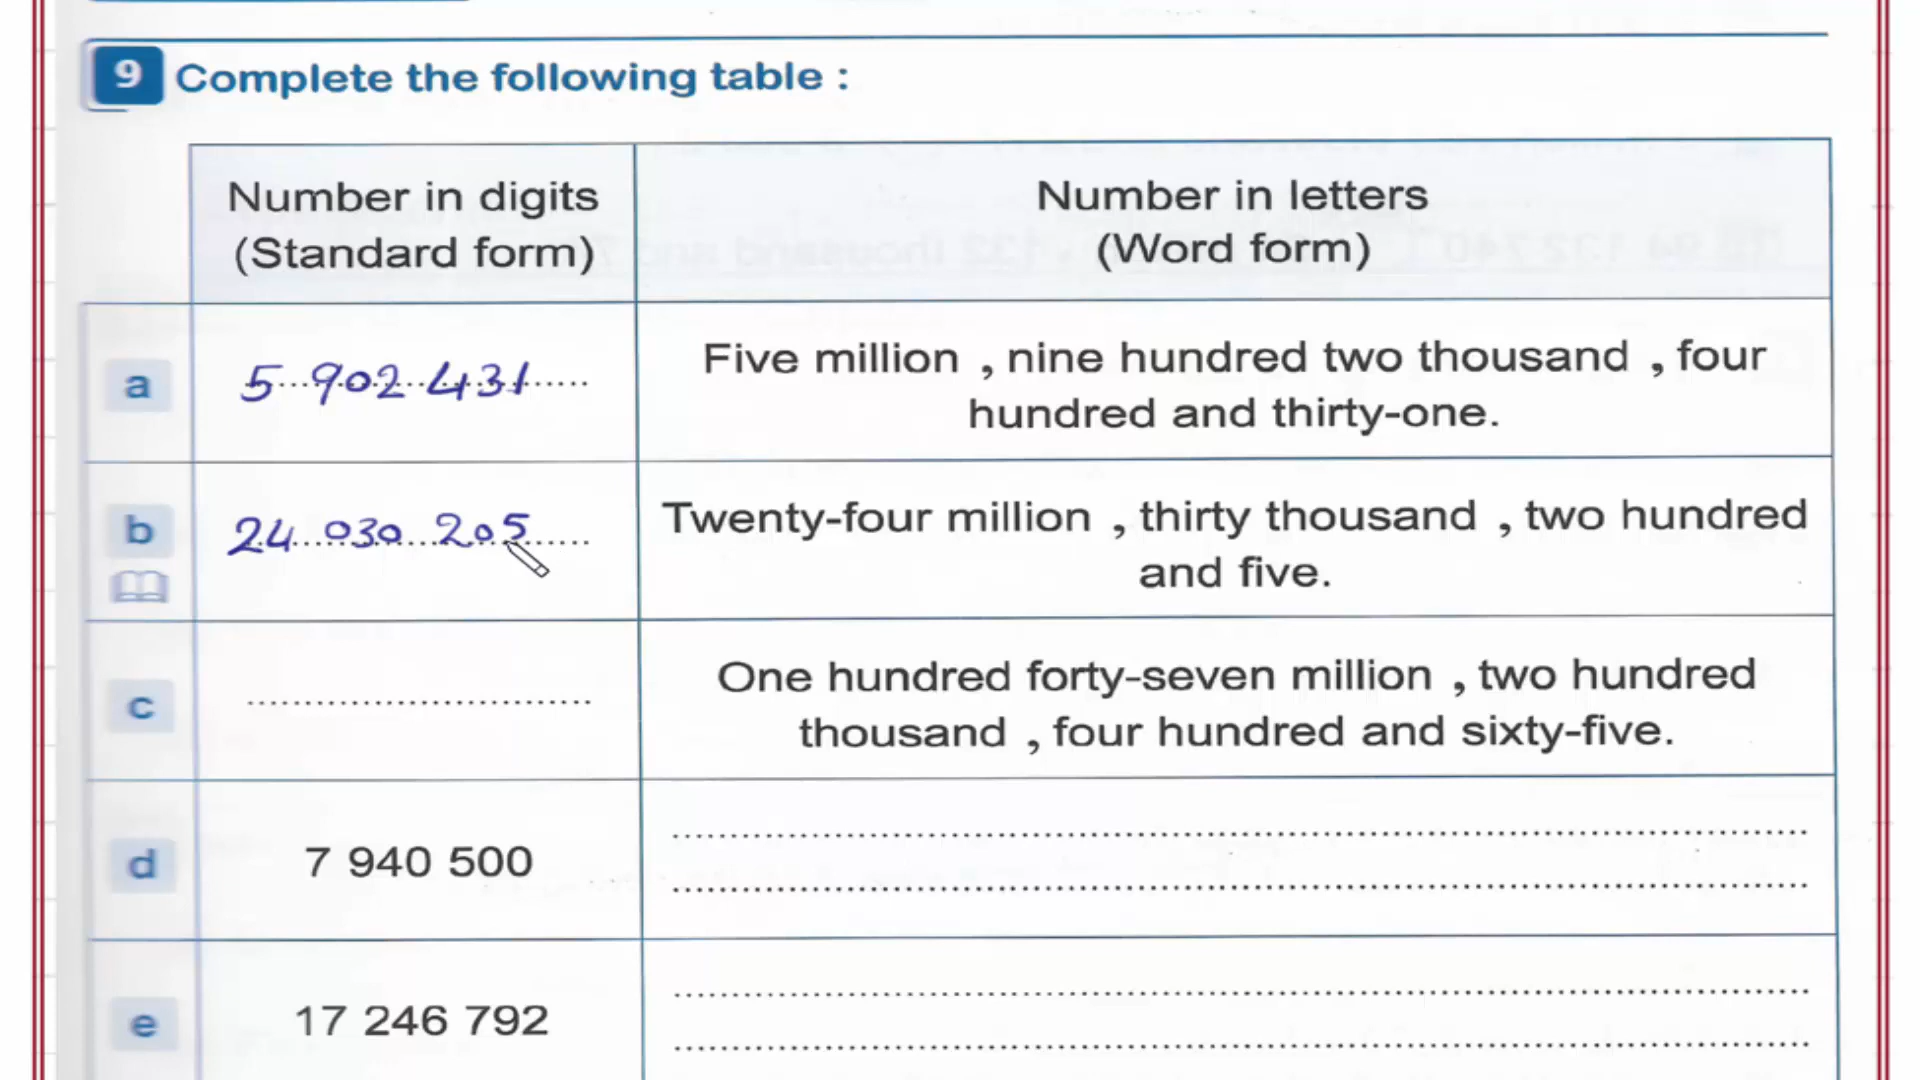 9 Complete the following table :
Number in digits
(Standard form)
Number in letters
(Word form)
a
5 902 431
Five million , nine hundred two thousand , four
hundred and thirty-one.
b
24 030 205
Twenty-four million , thirty thousand , two hundred
and five.
c
One hundred forty-seven million , two hundred
thousand , four hundred and sixty-five.
d
7 940 500
e
17 246 792